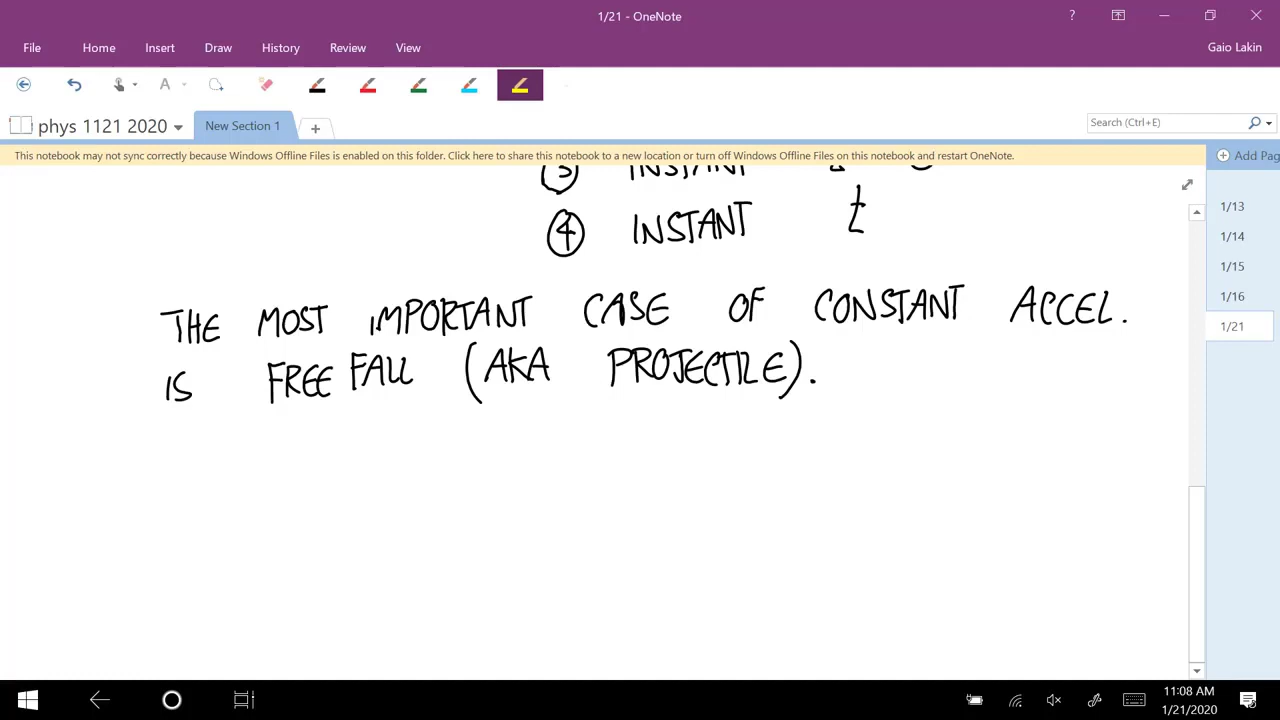 1/21 - OneNote
?
File Home Insert Draw History Review View
Gaio Lakin
A
phys 1121 2020
New Section 1
+
Search (Ctrl+E)
This notebook may not sync correctly because Windows Offline Files is enabled on this folder. Click here to share this notebook to a new location or turn off Windows Offline Files on this notebook and restart OneNote.
Add Pag
1/13
1/14
1/15
1/16
1/21
3 INSTANT
4 INSTANT t
THE MOST IMPORTANT CASE OF CONSTANT ACCEL.
IS FREE FALL (AKA PROJECTILE).
11:08 AM
1/21/2020